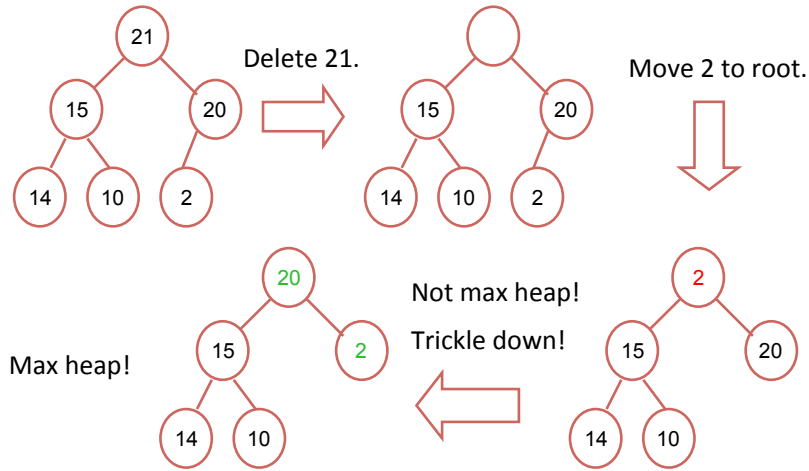 21
Delete 21.
Move 2 to root.
15 20
15 20
14 10 2
14 10 2
20
Not max heap!
2
Trickle down!
Max heap!
15 2
15 20
14 10
14 10